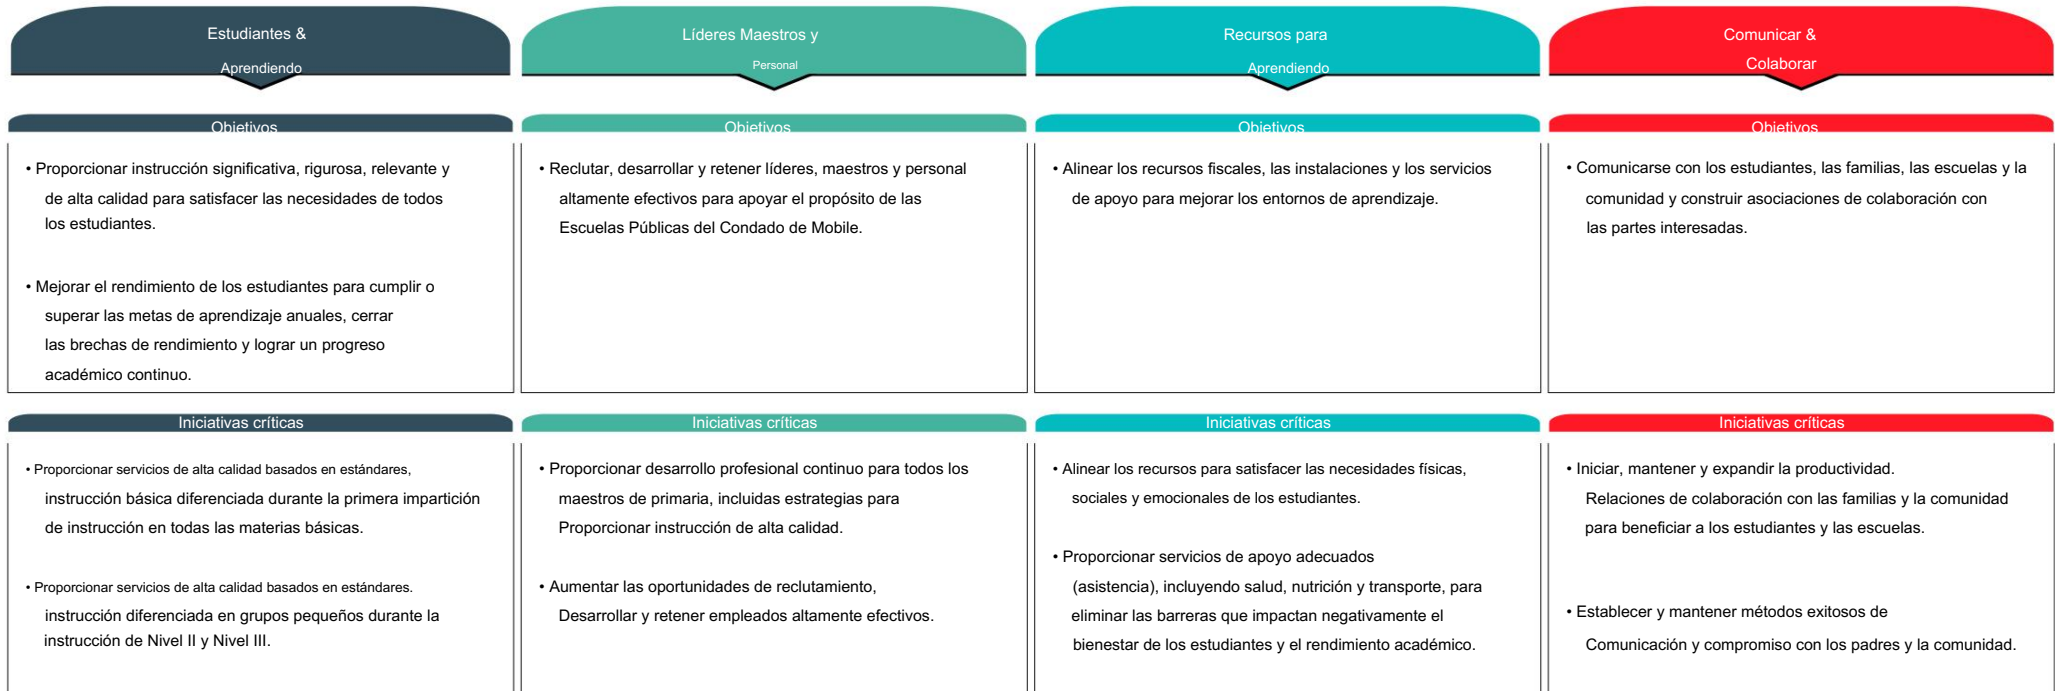 Estudiantes &
Aprendiendo
Líderes Maestros y
Personal
Recursos para
Aprendiendo
Comunicar &
Colaborar
Objetivos
• Proporcionar instrucción significativa, rigurosa, relevante y
de alta calidad para satisfacer las necesidades de todos
los estudiantes.
• Mejorar el rendimiento de los estudiantes para cumplir o
superar las metas de aprendizaje anuales, cerrar
las brechas de rendimiento y lograr un progreso
académico continuo.
Objetivos
• Reclutar, desarrollar y retener líderes, maestros y personal
altamente efectivos para apoyar el propósito de las
Escuelas Públicas del Condado de Mobile.
Objetivos
• Alinear los recursos fiscales, las instalaciones y los servicios
de apoyo para mejorar los entornos de aprendizaje.
Objetivos
• Comunicarse con los estudiantes, las familias, las escuelas y la
comunidad y construir asociaciones de colaboración con
las partes interesadas.
Iniciativas críticas
• Proporcionar servicios de alta calidad basados en estándares,
instrucción básica diferenciada durante la primera impartición
de instrucción en todas las materias básicas.
• Proporcionar servicios de alta calidad basados en estándares.
instrucción diferenciada en grupos pequeños durante la
instrucción de Nivel II y Nivel III.
Iniciativas críticas
• Proporcionar desarrollo profesional continuo para todos los
maestros de primaria, incluidas estrategias para
Proporcionar instrucción de alta calidad.
• Aumentar las oportunidades de reclutamiento,
Desarrollar y retener empleados altamente efectivos.
Iniciativas críticas
• Alinear los recursos para satisfacer las necesidades físicas,
sociales y emocionales de los estudiantes.
• Proporcionar servicios de apoyo adecuados
(asistencia), incluyendo salud, nutrición y transporte, para
eliminar las barreras que impactan negativamente el
bienestar de los estudiantes y el rendimiento académico.
Iniciativas críticas
• Iniciar, mantener y expandir la productividad.
Relaciones de colaboración con las familias y la comunidad
para beneficiar a los estudiantes y las escuelas.
• Establecer y mantener métodos exitosos de
Comunicación y compromiso con los padres y la comunidad.